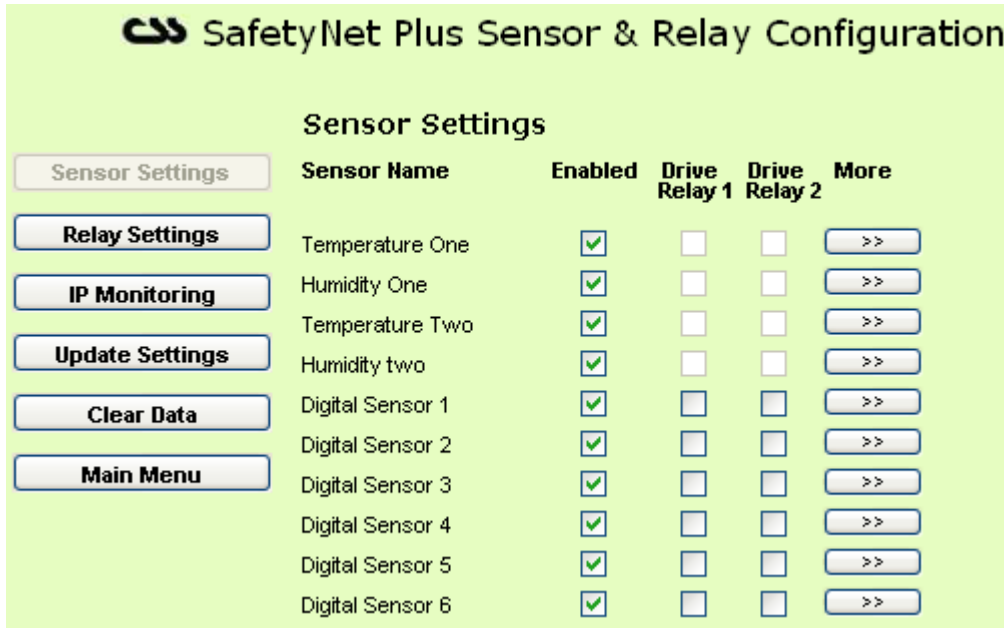 CSS SafetyNet Plus Sensor & Relay Configuration
Sensor Settings
Sensor Settings
Relay Settings
IP Monitoring
Update Settings
Clear Data
Main Menu
Sensor Name Enabled Drive Relay 1 Drive Relay 2 More
Temperature One >>
Humidity One >>
Temperature Two >>
Humidity two >>
Digital Sensor 1 >>
Digital Sensor 2 >>
Digital Sensor 3 >>
Digital Sensor 4 >>
Digital Sensor 5 >>
Digital Sensor 6 >>